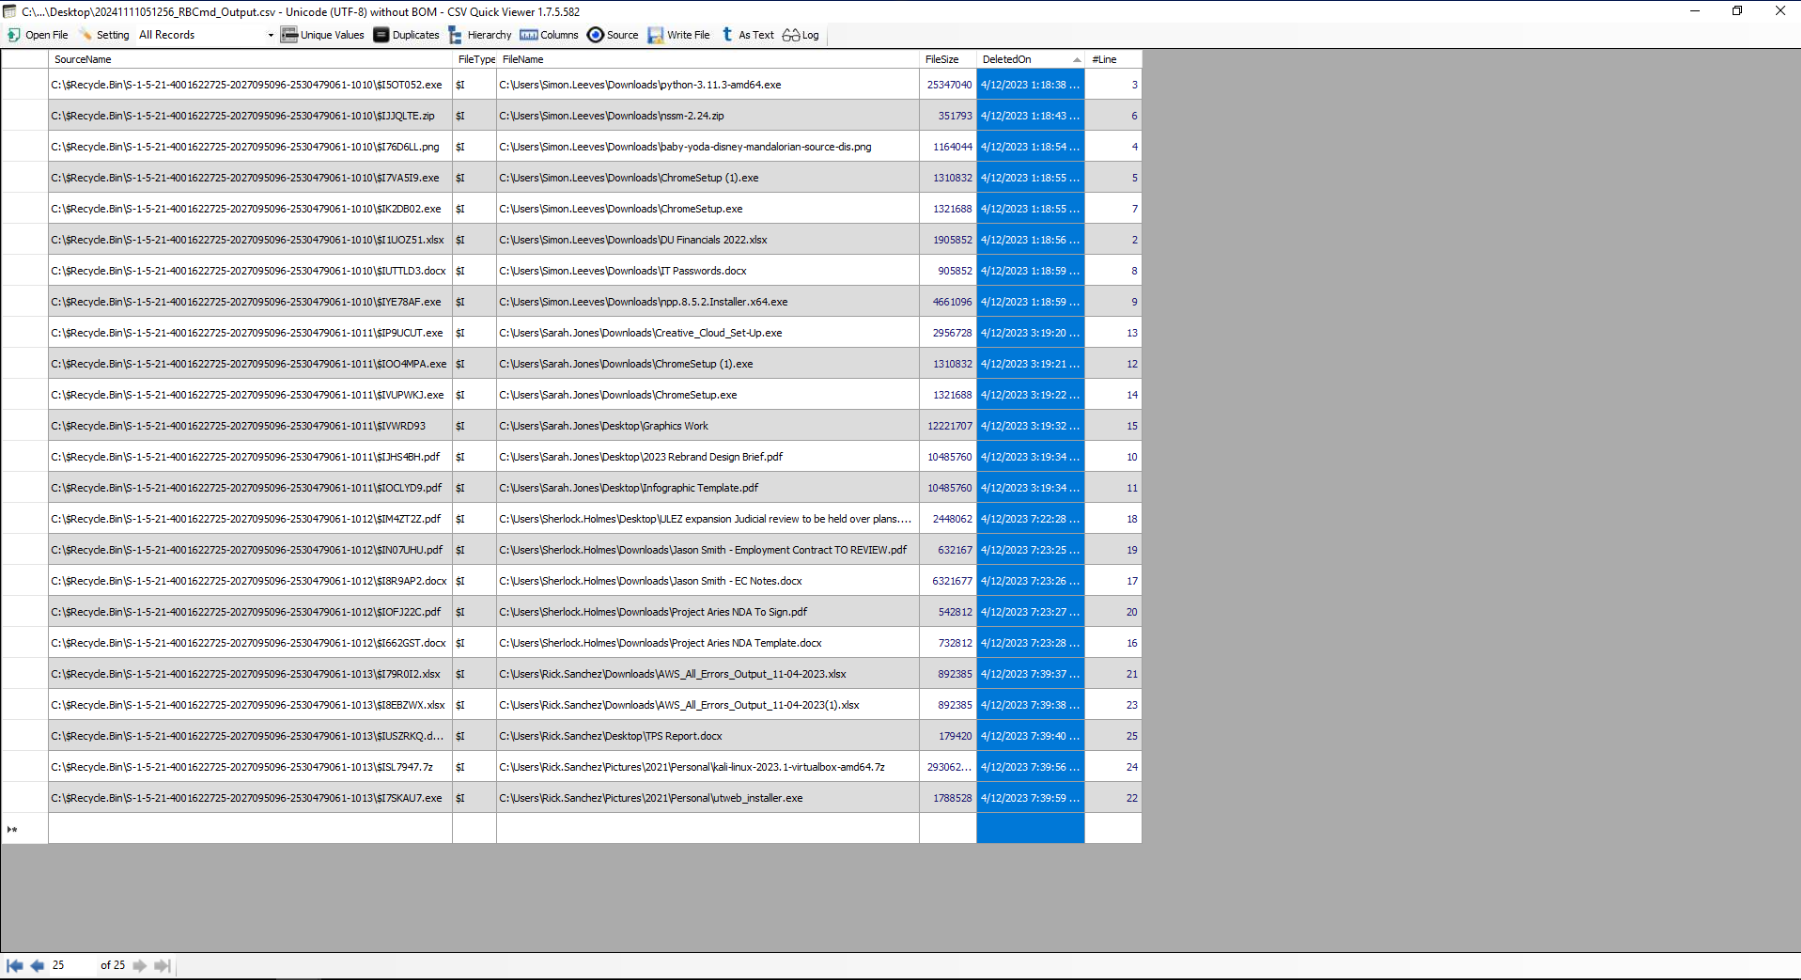 C:\...\Desktop\20241111051256_RBCmd_Output.csv - Unicode (UTF-8) without BOM - CSV Quick Viewer 1.7.5.582
Open File Setting All Records Unique Values Duplicates Hierarchy Columns Source Write File As Text Log
SourceName FileType FileName FileSize DeletedOn #Line
C:\$Recycle.Bin\S-1-5-21-4001622725-2027095096-2530479061-1010\$I5OT052.exe $I C:\Users\Simon.Leeves\Downloads\python-3.11.3-amd64.exe 25347040 4/12/2023 1:18:38 ... 3
C:\$Recycle.Bin\S-1-5-21-4001622725-2027095096-2530479061-1010\$IJJQLTE.zip $I C:\Users\Simon.Leeves\Downloads\nssm-2.24.zip 351793 4/12/2023 1:18:43 ... 6
C:\$Recycle.Bin\S-1-5-21-4001622725-2027095096-2530479061-1010\$I76D6LL.png $I C:\Users\Simon.Leeves\Downloads\baby-yoda-disney-mandalorian-source-dis.png 1164044 4/12/2023 1:18:54 ... 4
C:\$Recycle.Bin\S-1-5-21-4001622725-2027095096-2530479061-1010\$I7VA5I9.exe $I C:\Users\Simon.Leeves\Downloads\ChromeSetup (1).exe 1310832 4/12/2023 1:18:55 ... 5
C:\$Recycle.Bin\S-1-5-21-4001622725-2027095096-2530479061-1010\$IK2DB02.exe $I C:\Users\Simon.Leeves\Downloads\ChromeSetup.exe 1321688 4/12/2023 1:18:55 ... 7
C:\$Recycle.Bin\S-1-5-21-4001622725-2027095096-2530479061-1010\$I1UOZ51.xlsx $I C:\Users\Simon.Leeves\Downloads\DU Financials 2022.xlsx 1905852 4/12/2023 1:18:56 ... 2
C:\$Recycle.Bin\S-1-5-21-4001622725-2027095096-2530479061-1010\$IUTTLD3.docx $I C:\Users\Simon.Leeves\Downloads\IT Passwords.docx 905852 4/12/2023 1:18:59 ... 8
C:\$Recycle.Bin\S-1-5-21-4001622725-2027095096-2530479061-1010\$IYE78AF.exe $I C:\Users\Simon.Leeves\Downloads\npp.8.5.2.Installer.x64.exe 4661096 4/12/2023 1:18:59 ... 9
C:\$Recycle.Bin\S-1-5-21-4001622725-2027095096-2530479061-1011\$IP9UCUT.exe $I C:\Users\Sarah.Jones\Downloads\Creative_Cloud_Set-Up.exe 2956728 4/12/2023 3:19:20 ... 13
C:\$Recycle.Bin\S-1-5-21-4001622725-2027095096-2530479061-1011\$IOO4MPA.exe $I C:\Users\Sarah.Jones\Downloads\ChromeSetup (1).exe 1310832 4/12/2023 3:19:21 ... 12
C:\$Recycle.Bin\S-1-5-21-4001622725-2027095096-2530479061-1011\$IVUPWKJ.exe $I C:\Users\Sarah.Jones\Downloads\ChromeSetup.exe 1321688 4/12/2023 3:19:22 ... 14
C:\$Recycle.Bin\S-1-5-21-4001622725-2027095096-2530479061-1011\$IVWRD93 $I C:\Users\Sarah.Jones\Desktop\Graphics Work 12221707 4/12/2023 3:19:32 ... 15
C:\$Recycle.Bin\S-1-5-21-4001622725-2027095096-2530479061-1011\$IJHS4BH.pdf $I C:\Users\Sarah.Jones\Desktop\2023 Rebrand Design Brief.pdf 10485760 4/12/2023 3:19:34 ... 10
C:\$Recycle.Bin\S-1-5-21-4001622725-2027095096-2530479061-1011\$IOCLYD9.pdf $I C:\Users\Sarah.Jones\Desktop\Infographic Template.pdf 10485760 4/12/2023 3:19:34 ... 11
C:\$Recycle.Bin\S-1-5-21-4001622725-2027095096-2530479061-1012\$IM4ZT2Z.pdf $I C:\Users\Sherlock.Holmes\Desktop\ULEZ expansion Judicial review to be held over plans.... 2448062 4/12/2023 7:22:28 ... 18
C:\$Recycle.Bin\S-1-5-21-4001622725-2027095096-2530479061-1012\$IN07UHU.pdf $I C:\Users\Sherlock.Holmes\Downloads\Jason Smith - Employment Contract TO REVIEW.pdf 632167 4/12/2023 7:23:25 ... 19
C:\$Recycle.Bin\S-1-5-21-4001622725-2027095096-2530479061-1012\$I8R9AP2.docx $I C:\Users\Sherlock.Holmes\Downloads\Jason Smith - EC Notes.docx 6321677 4/12/2023 7:23:26 ... 17
C:\$Recycle.Bin\S-1-5-21-4001622725-2027095096-2530479061-1012\$IOFJ22C.pdf $I C:\Users\Sherlock.Holmes\Downloads\Project Aries NDA To Sign.pdf 542812 4/12/2023 7:23:27 ... 20
C:\$Recycle.Bin\S-1-5-21-4001622725-2027095096-2530479061-1012\$I662GST.docx $I C:\Users\Sherlock.Holmes\Downloads\Project Aries NDA Template.docx 732812 4/12/2023 7:23:28 ... 16
C:\$Recycle.Bin\S-1-5-21-4001622725-2027095096-2530479061-1013\$I79R0I2.xlsx $I C:\Users\Rick.Sanchez\Downloads\AWS_All_Errors_Output_11-04-2023.xlsx 892385 4/12/2023 7:39:37 ... 21
C:\$Recycle.Bin\S-1-5-21-4001622725-2027095096-2530479061-1013\$I8EBZWX.xlsx $I C:\Users\Rick.Sanchez\Downloads\AWS_All_Errors_Output_11-04-2023(1).xlsx 892385 4/12/2023 7:39:38 ... 23
C:\$Recycle.Bin\S-1-5-21-4001622725-2027095096-2530479061-1013\$IUSZRKQ.d... $I C:\Users\Rick.Sanchez\Desktop\TPS Report.docx 179420 4/12/2023 7:39:40 ... 25
C:\$Recycle.Bin\S-1-5-21-4001622725-2027095096-2530479061-1013\$ISL7947.7z $I C:\Users\Rick.Sanchez\Pictures\2021\Personal\kali-linux-2023.1-virtualbox-amd64.7z 293062... 4/12/2023 7:39:56 ... 24
C:\$Recycle.Bin\S-1-5-21-4001622725-2027095096-2530479061-1013\$I7SKAU7.exe $I C:\Users\Rick.Sanchez\Pictures\2021\Personal\utweb_installer.exe 1788528 4/12/2023 7:39:59 ... 22
25 of 25